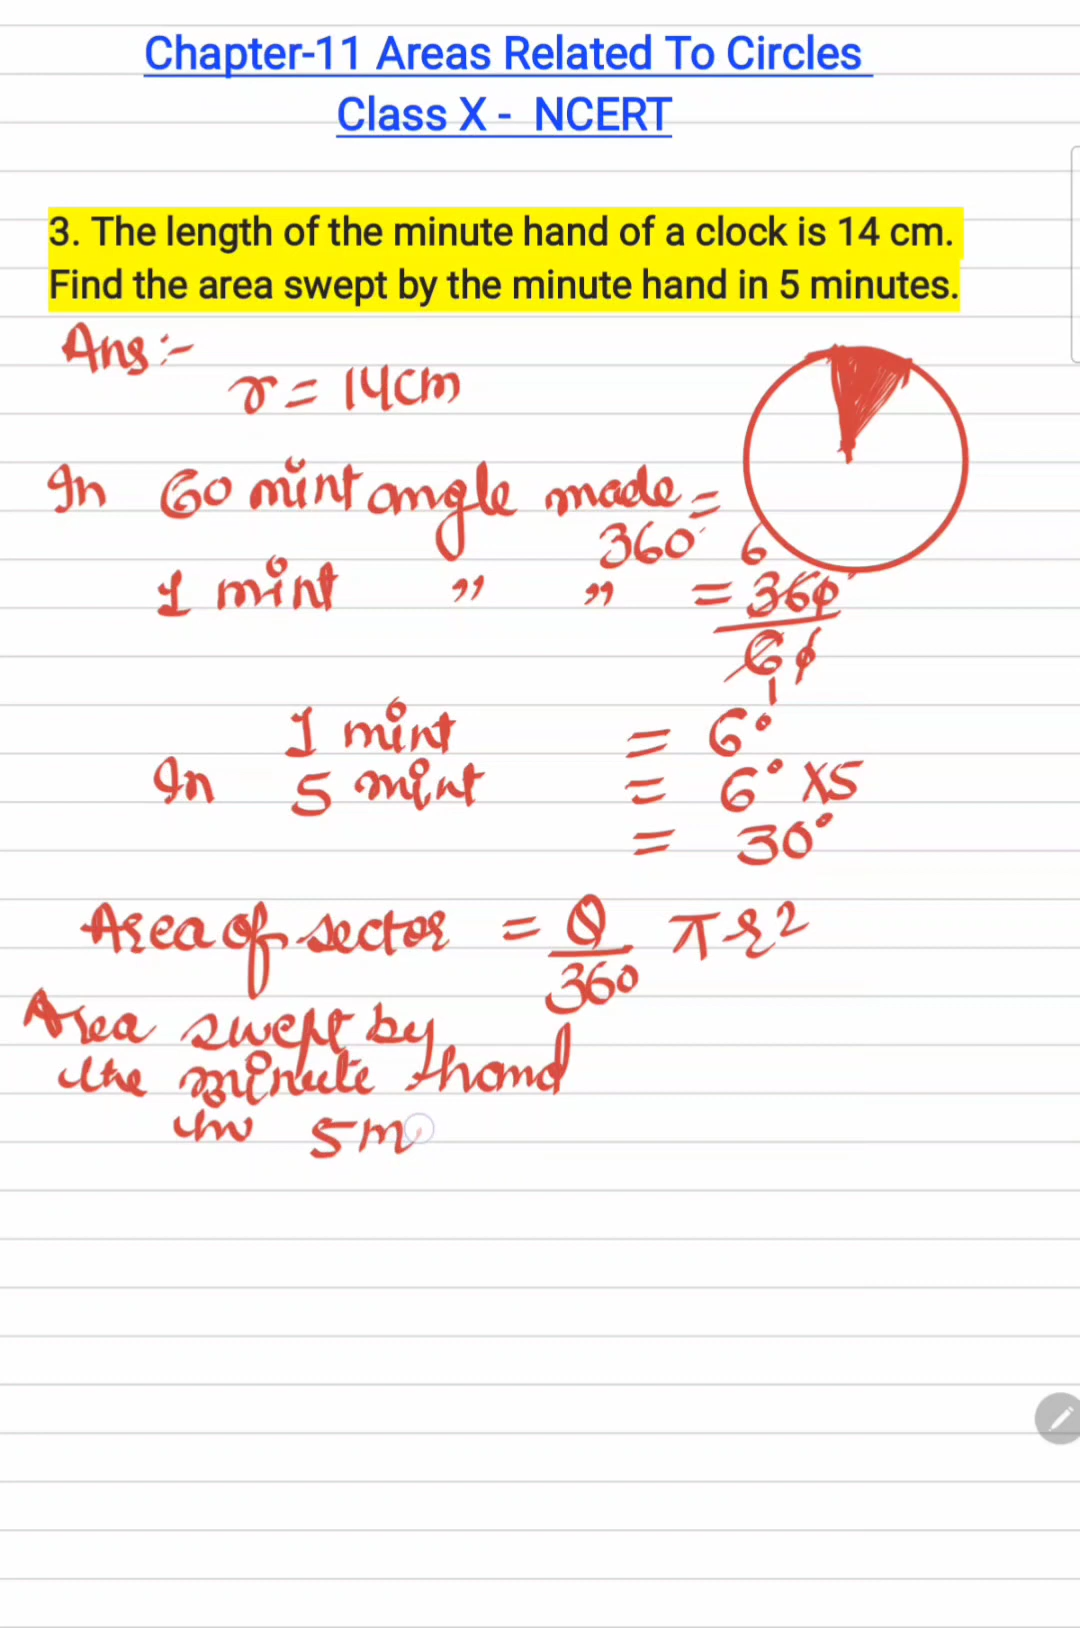 Chapter-11 Areas Related To Circles
Class X - NCERT
3. The length of the minute hand of a clock is 14 cm.
Find the area swept by the minute hand in 5 minutes.
Ans :-
r = 14cm
In 60 mint angle made =
360°
1 mint " " = 360° / 60
6
1
1 mint = 6°
In 5 mint = 6° X5
= 30°
Area of sector = θ/360 πr²
Area swept by
the minute hand
in 5m